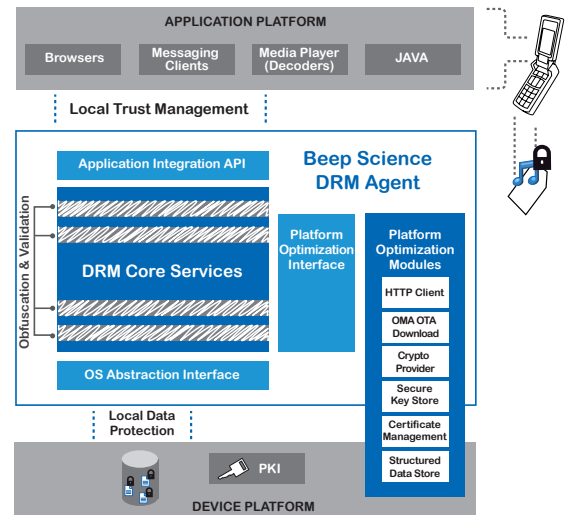 APPLICATION PLATFORM
Browsers
Messaging
Clients
Media Player
(Decoders)
JAVA
Local Trust Management
Application Integration API
Beep Science
DRM Agent
Obfuscation & Validation
DRM Core Services
Platform
Optimization
Interface
Platform
Optimization
Modules
HTTP Client
OMA OTA
Download
Crypto
Provider
Secure
Key Store
Certificate
Management
Structured
Data Store
OS Abstraction Interface
Local Data
Protection
PKI
DEVICE PLATFORM